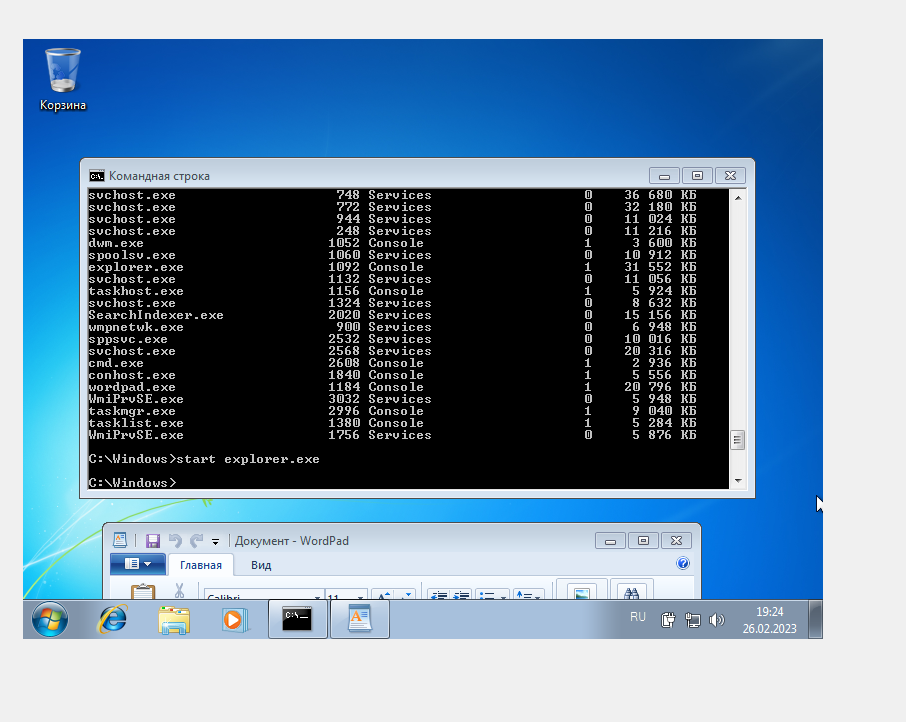 Корзина
Командная строка
svchost.exe 748 Services 0 36 680 КБ
svchost.exe 772 Services 0 32 180 КБ
svchost.exe 944 Services 0 11 024 КБ
svchost.exe 248 Services 0 11 216 КБ
dwm.exe 1052 Console 1 3 600 КБ
spoolsv.exe 1060 Services 0 10 912 КБ
explorer.exe 1092 Console 1 31 552 КБ
svchost.exe 1132 Services 0 11 056 КБ
taskhost.exe 1156 Console 1 5 924 КБ
svchost.exe 1324 Services 0 8 632 КБ
SearchIndexer.exe 2020 Services 0 15 156 КБ
wmpnetwk.exe 900 Services 0 6 948 КБ
sppsvc.exe 2532 Services 0 10 016 КБ
svchost.exe 2568 Services 0 20 316 КБ
cmd.exe 2608 Console 1 2 936 КБ
conhost.exe 1840 Console 1 5 556 КБ
wordpad.exe 1184 Console 1 20 796 КБ
WmiPrvSE.exe 3032 Services 0 5 948 КБ
taskmgr.exe 2996 Console 1 9 040 КБ
tasklist.exe 1380 Console 1 5 284 КБ
WmiPrvSE.exe 1756 Services 0 5 876 КБ
C:\Windows>start explorer.exe
C:\Windows>
Документ - WordPad
Главная Вид
Calibri 11
RU
19:24
26.02.2023